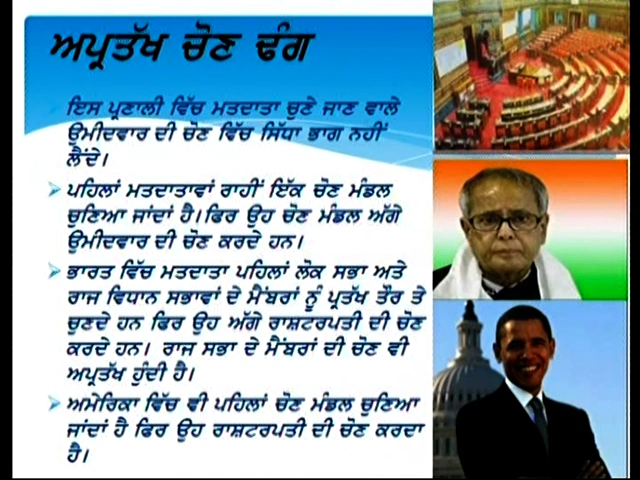 ਅਪ੍ਰਤੱਖ ਚੋਣ ਢੰਗ
ਇਸ ਪ੍ਰਣਾਲੀ ਵਿੱਚ ਮਤਦਾਤਾ ਚੁਣੇ ਜਾਣ ਵਾਲੇ
ਉਮੀਦਵਾਰ ਦੀ ਚੋਣ ਵਿੱਚ ਸਿੱਧਾ ਭਾਗ ਨਹੀਂ
ਲੈਂਦੇ।
ਪਹਿਲਾਂ ਮਤਦਾਤਾਵਾਂ ਰਾਹੀਂ ਇੱਕ ਚੋਣ ਮੰਡਲ
ਚੁਣਿਆ ਜਾਂਦਾਂ ਹੈ।ਫਿਰ ਉਹ ਚੋਣ ਮੰਡਲ ਅੱਗੇ
ਉਮੀਦਵਾਰ ਦੀ ਚੋਣ ਕਰਦੇ ਹਨ।
ਭਾਰਤ ਵਿੱਚ ਮਤਦਾਤਾ ਪਹਿਲਾਂ ਲੋਕ ਸਭਾ ਅਤੇ
ਰਾਜ ਵਿਧਾਨ ਸਭਾਵਾਂ ਦੇ ਮੈਂਬਰਾਂ ਨੂੰ ਪ੍ਰਤੱਖ ਤੌਰ ਤੇ
ਚੁਣਦੇ ਹਨ ਫਿਰ ਉਹ ਅੱਗੇ ਰਾਸ਼ਟਰਪਤੀ ਦੀ ਚੋਣ
ਕਰਦੇ ਹਨ। ਰਾਜ ਸਭਾ ਦੇ ਮੈਂਬਰਾਂ ਦੀ ਚੋਣ ਵੀ
ਅਪ੍ਰਤੱਖ ਹੁੰਦੀ ਹੈ।
ਅਮੇਰਿਕਾ ਵਿੱਚ ਵੀ ਪਹਿਲਾਂ ਚੋਣ ਮੰਡਲ ਚੁਣਿਆ
ਜਾਂਦਾਂ ਹੈ ਫਿਰ ਉਹ ਰਾਸ਼ਟਰਪਤੀ ਦੀ ਚੋਣ ਕਰਦਾ
ਹੈ।